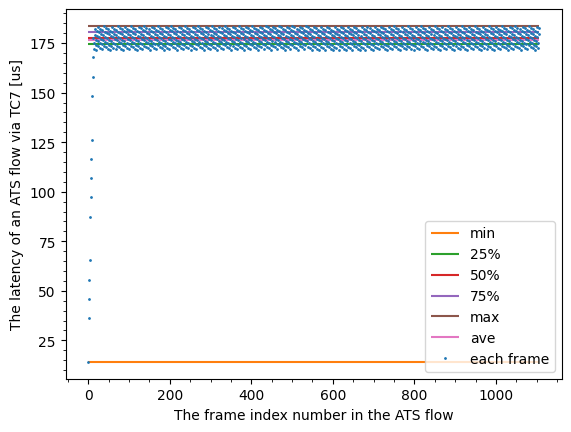 The latency of an ATS flow via TC7 [us]
175
150
125
100
75
50
25
0
200
400
600
800
1000
The frame index number in the ATS flow
min
25%
50%
75%
max
ave
each frame